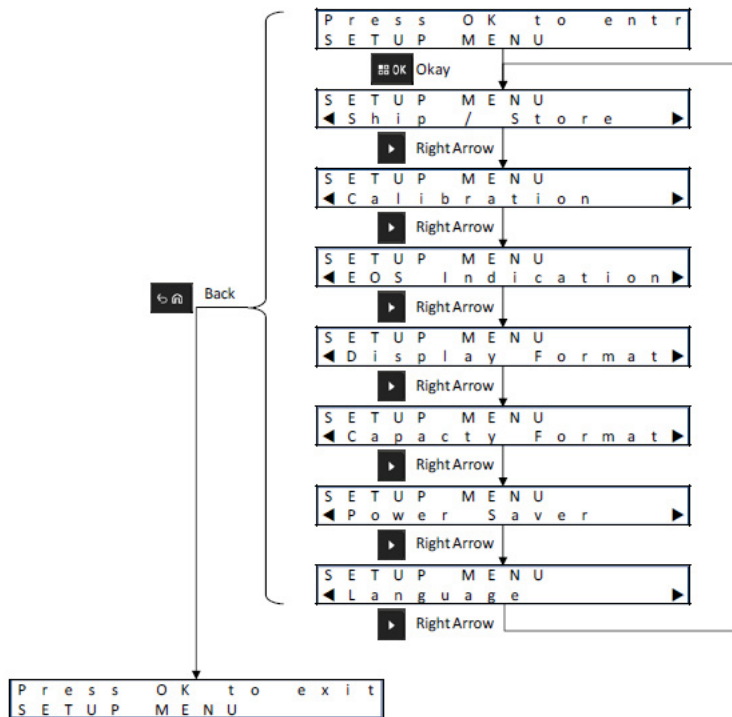 Press OK to entr
SETUP MENU
OK Okay
SETUP MENU
Ship / Store
Right Arrow
SETUP MENU
Calibration
Right Arrow
SETUP MENU
EOS Indication
Back
Right Arrow
SETUP MENU
Display Format
Right Arrow
SETUP MENU
Capacty Format
Right Arrow
SETUP MENU
Power Saver
Right Arrow
SETUP MENU
Language
Right Arrow
Press OK to exit
SETUP MENU